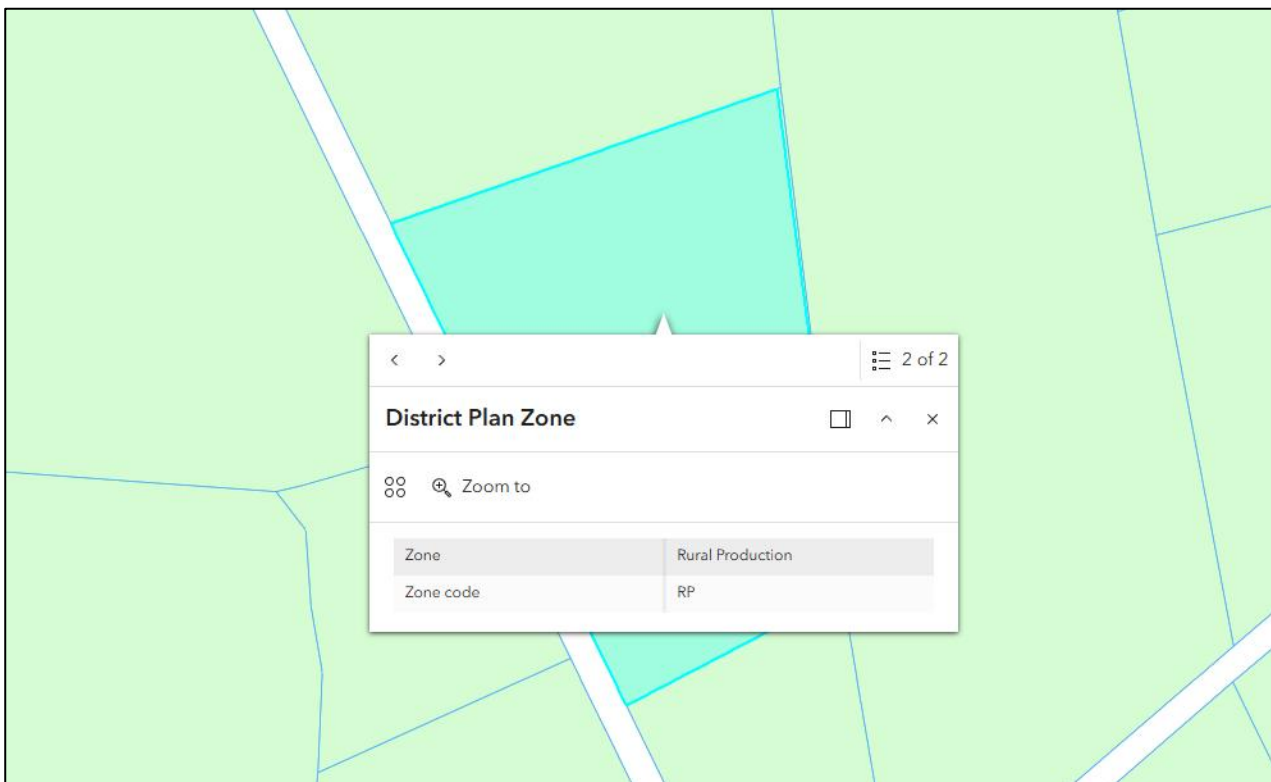 2 of 2
District Plan Zone
Zoom to
Zone Rural Production
Zone code RP